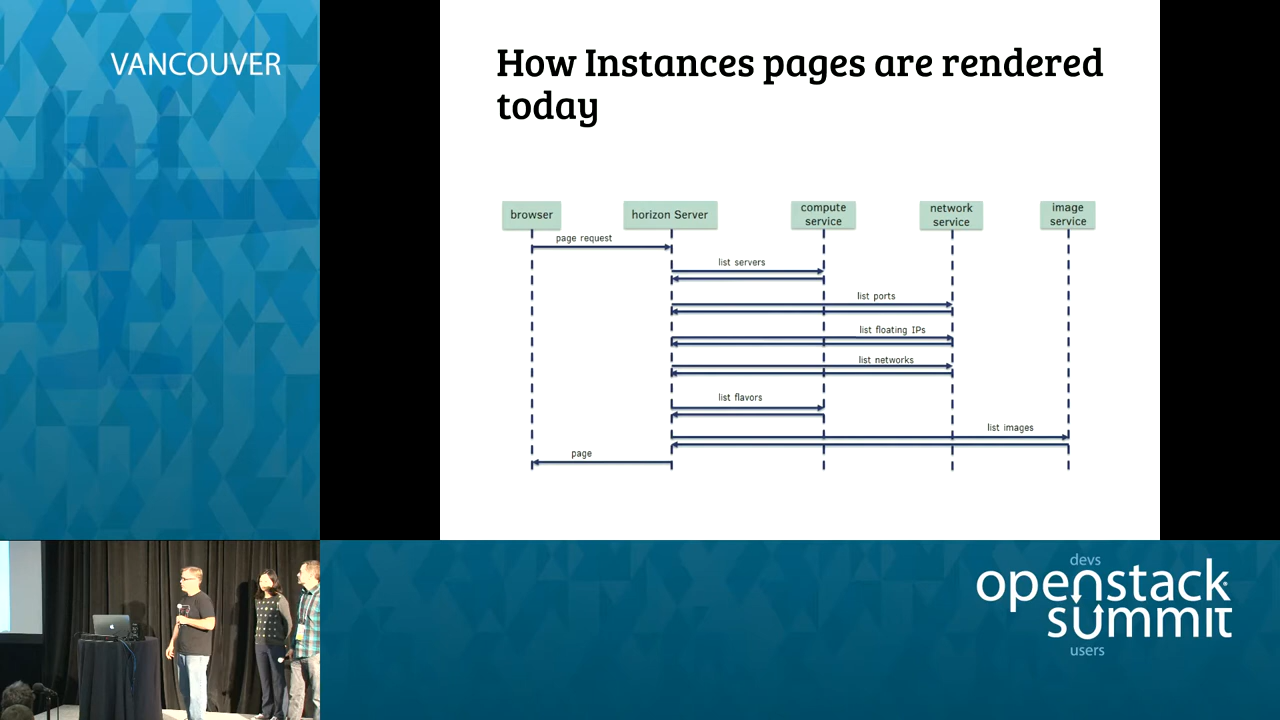 VANCOUVER
How Instances pages are rendered
today
browser
horizon Server
compute
service
network
service
image
service
page request
list servers
list ports
list floating IPs
list networks
list flavors
list images
page
devs
openstack
summit
users